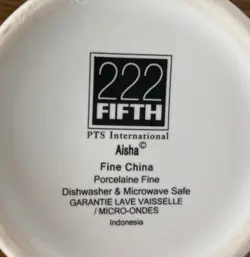 222
FIFTH
PTS International
Aisha©
Fine China
Porcelaine Fine
Dishwasher & Microwave Safe
GARANTIE LAVE VAISSELLE
/ MICRO-ONDES
Indonesia